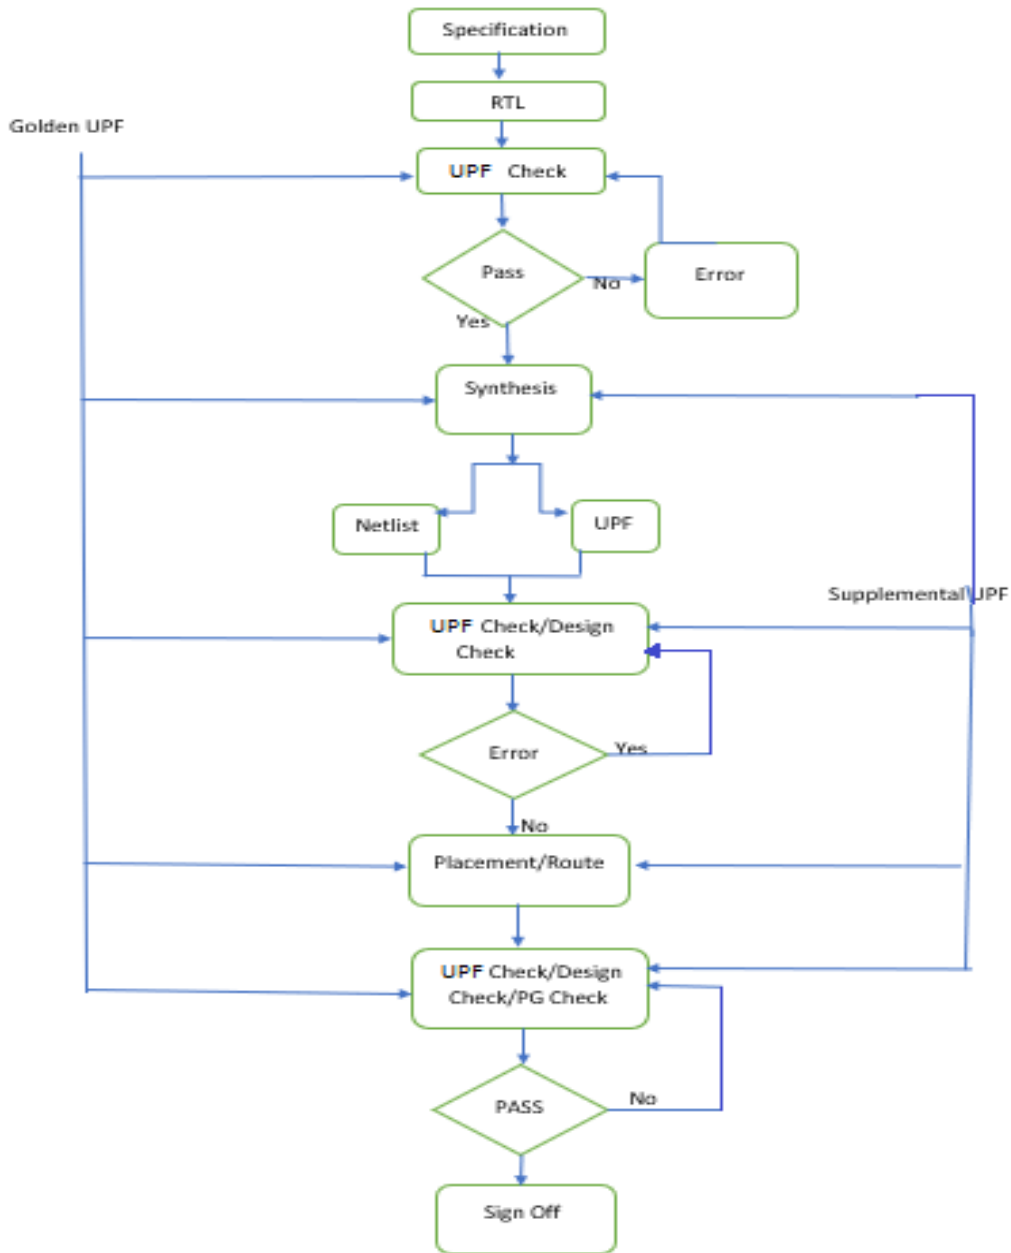 Specification
RTL
Golden UPF
UPF Check
Pass
No
Error
Yes
Synthesis
Netlist
UPF
Supplemental UPF
UPF Check/Design
Check
Error
Yes
No
Placement/Route
UPF Check/Design
Check/PG Check
PASS
No
Sign Off